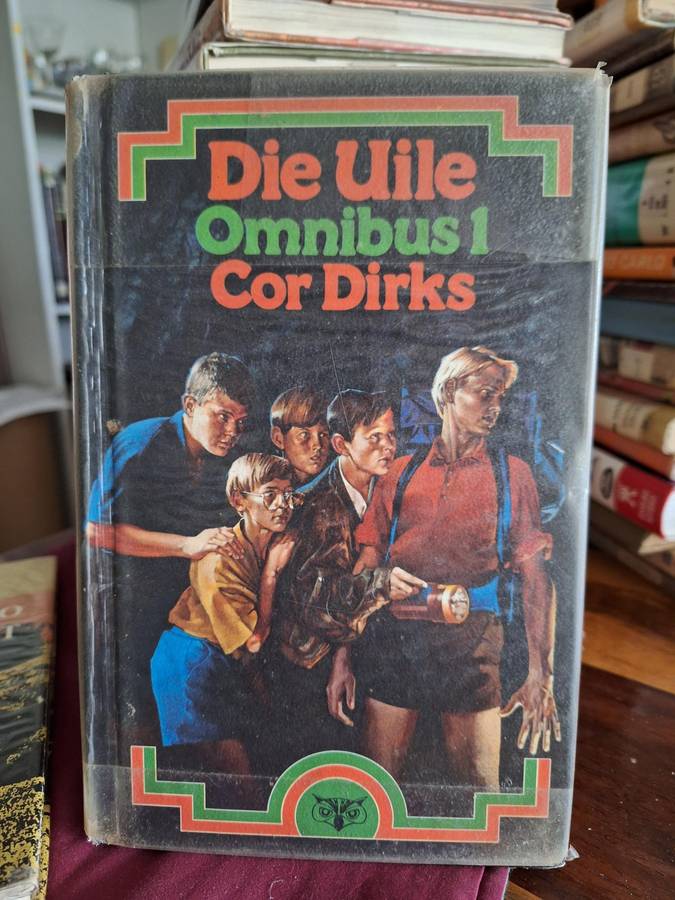 Die Uile
Omnibus 1
Cor Dirks